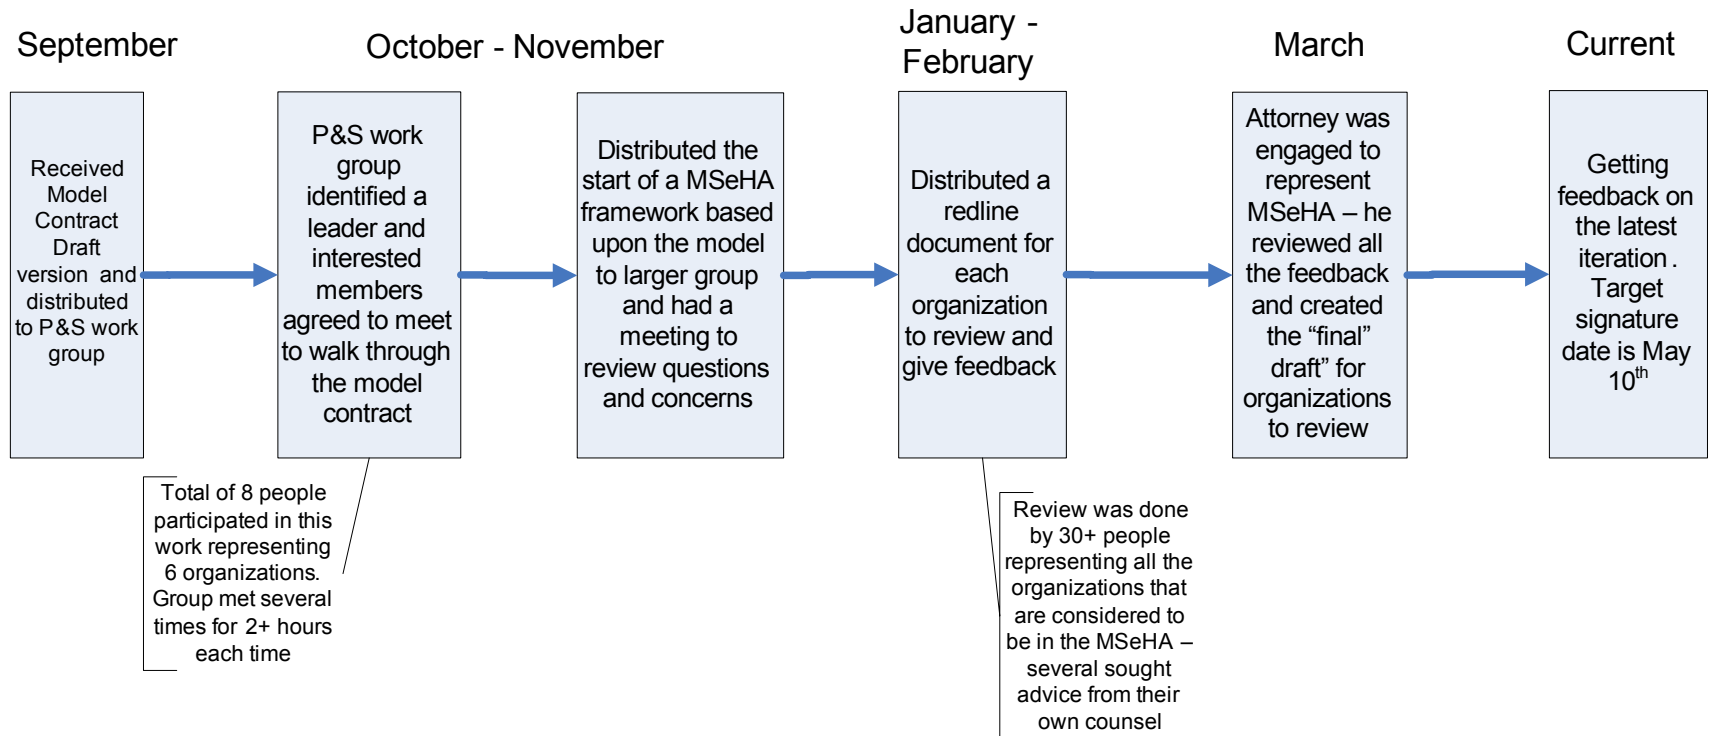 September
October - November
January -
February
March
Current
Received
Model
Contract
Draft
version and
distributed
to P&S work
group
P&S work
group
identified a
leader and
interested
members
agreed to meet
to walk through
the model
contract
Distributed the
start of a MSeHA
framework based
upon the model
to larger group
and had a
meeting to
review questions
and concerns
Distributed a
redline
document for
each
organization
to review and
give feedback
Attorney was
engaged to
represent
MSeHA – he
reviewed all
the feedback
and created
the “final”
draft” for
organizations
to review
Getting
feedback on
the latest
iteration .
Target
signature
date is May
10th
Total of 8 people
participated in this
work representing
6 organizations.
Group met several
times for 2+ hours
each time
Review was done
by 30+ people
representing all the
organizations that
are considered to
be in the MSeHA –
several sought
advice from their
own counsel